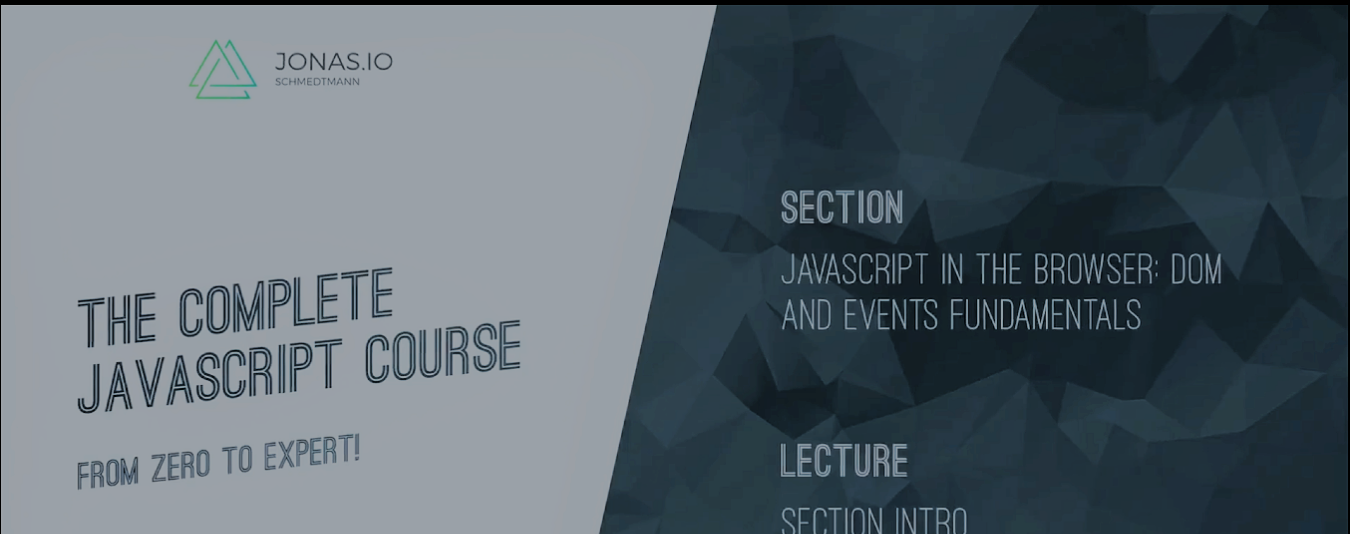 JONAS.IO
SCHMEDTMANN
THE COMPLETE
JAVASCRIPT COURSE
FROM ZERO TO EXPERT!
SECTION
JAVASCRIPT IN THE BROWSER: DOM
AND EVENTS FUNDAMENTALS
LECTURE
SECTION INTRO